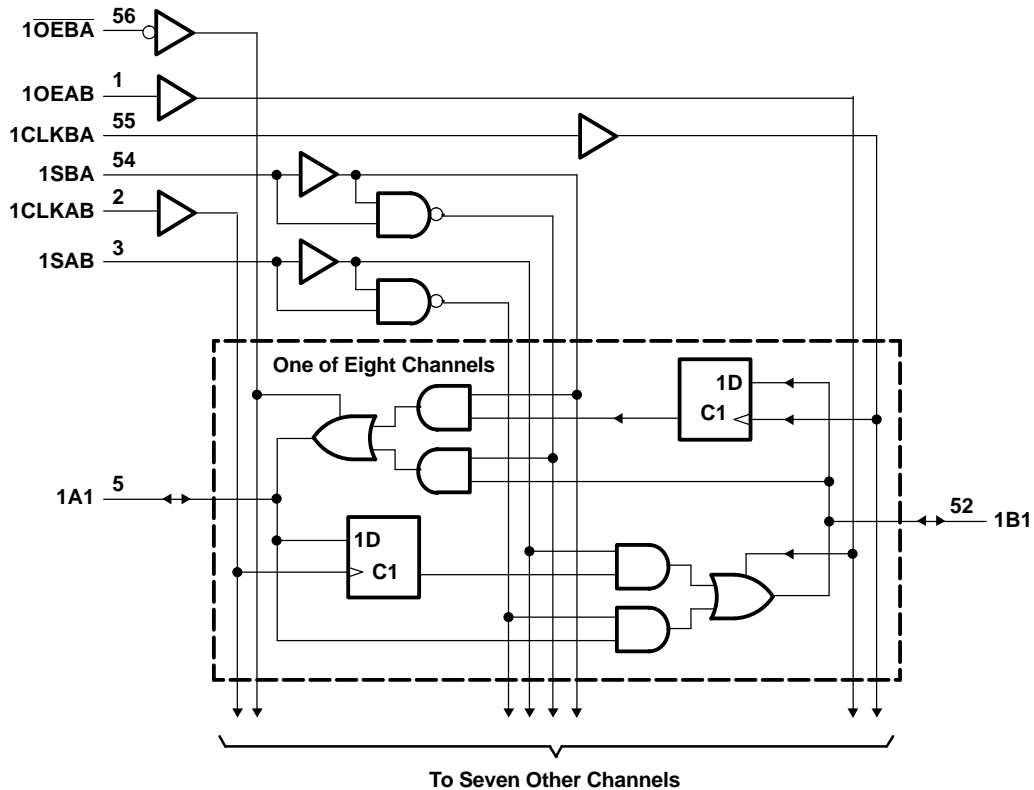 1O̅E̅B̅A̅ 56
1OEAB 1
1CLKBA 55
1SBA 54
1CLKAB 2
1SAB 3
One of Eight Channels
1D
C1
1A1 5
52 1B1
1D
C1
To Seven Other Channels